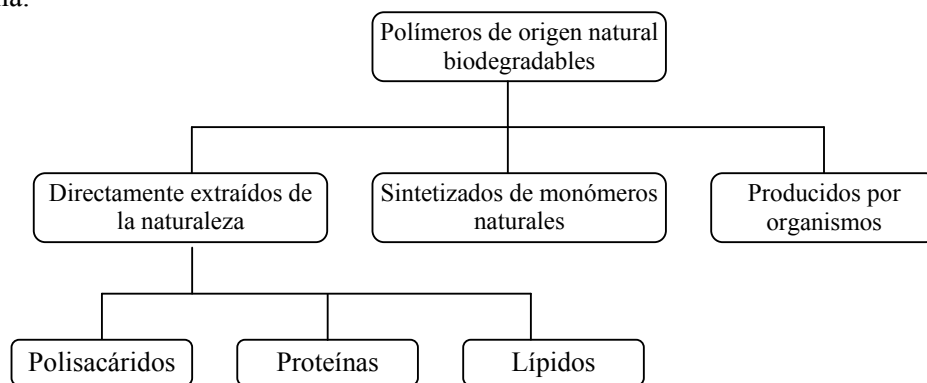 Polímeros de origen natural
biodegradables
Directamente extraídos de
la naturaleza
Sintetizados de monómeros
naturales
Producidos por
organismos
Polisacáridos
Proteínas
Lípidos